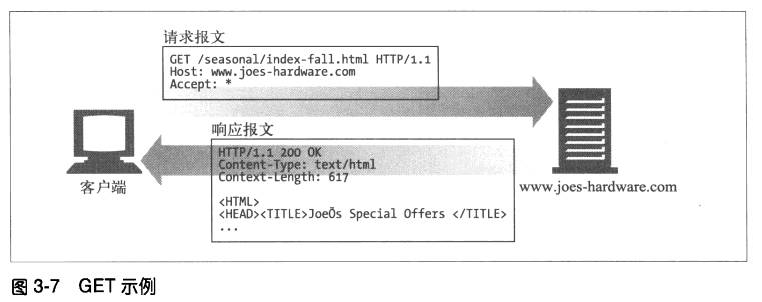 请求报文
GET /seasonal/index-fall.html HTTP/1.1
Host: www.joes-hardware.com
Accept: *
响应报文
HTTP/1.1 200 OK
Content-Type: text/html
Context-Length: 617
<HTML>
<HEAD><TITLE>JoeÕs Special Offers </TITLE>
...
客户端
www.joes-hardware.com
图 3-7 GET 示例